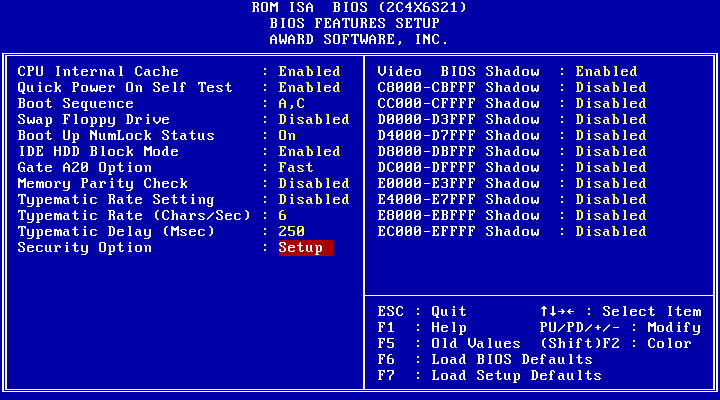 ROM ISA BIOS (2C4X6S21)
BIOS FEATURES SETUP
AWARD SOFTWARE, INC.
CPU Internal Cache : Enabled
Quick Power On Self Test : Enabled
Boot Sequence : A,C
Swap Floppy Drive : Disabled
Boot Up NumLock Status : On
IDE HDD Block Mode : Enabled
Gate A20 Option : Fast
Memory Parity Check : Disabled
Typematic Rate Setting : Disabled
Typematic Rate (Chars/Sec) : 6
Typematic Delay (Msec) : 250
Security Option : Setup
Video BIOS Shadow : Enabled
C8000-CBFFF Shadow : Disabled
CC000-CFFFF Shadow : Disabled
D0000-D3FFF Shadow : Disabled
D4000-D7FFF Shadow : Disabled
D8000-DBFFF Shadow : Disabled
DC000-DFFFF Shadow : Disabled
E0000-E3FFF Shadow : Disabled
E4000-E7FFF Shadow : Disabled
E8000-EBFFF Shadow : Disabled
EC000-EFFFF Shadow : Disabled
ESC : Quit ↑↓→← : Select Item
F1 : Help PU/PD/+/- : Modify
F5 : Old Values (Shift)F2 : Color
F6 : Load BIOS Defaults
F7 : Load Setup Defaults